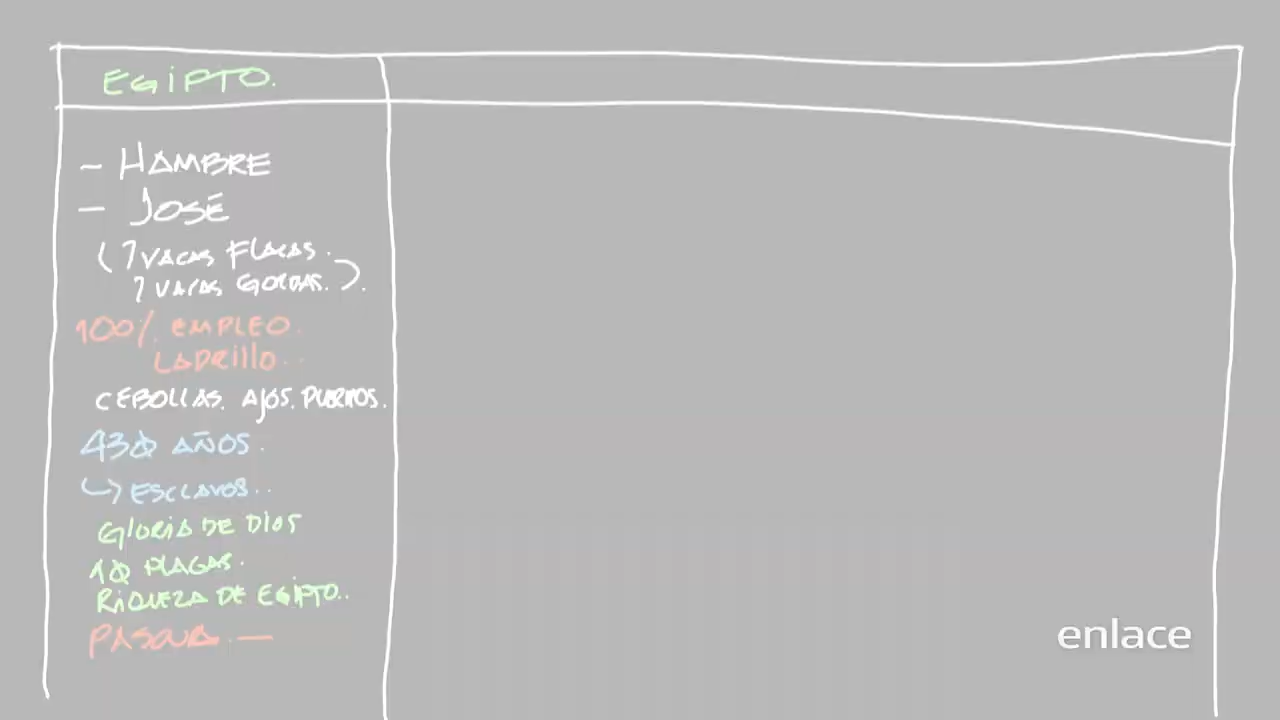 EGIPTO.
- HAMBRE
- JOSÉ
(7 VACAS FLACAS.
7 VACAS GORDAS.).
100% EMPLEO.
LADRILLO..
CEBOLLAS. AJOS. PUERROS.
430 AÑOS.
↳ ESCLAVOS..
GLORIA DE DIOS
10 PLAGAS.
RIQUEZA DE EGIPTO..
PASCUA. —
enlace